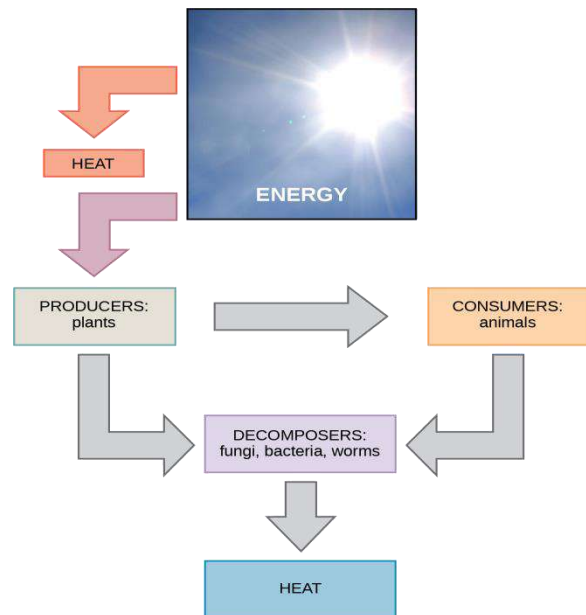 ENERGY
HEAT
PRODUCERS:
plants
CONSUMERS:
animals
DECOMPOSERS:
fungi, bacteria, worms
HEAT